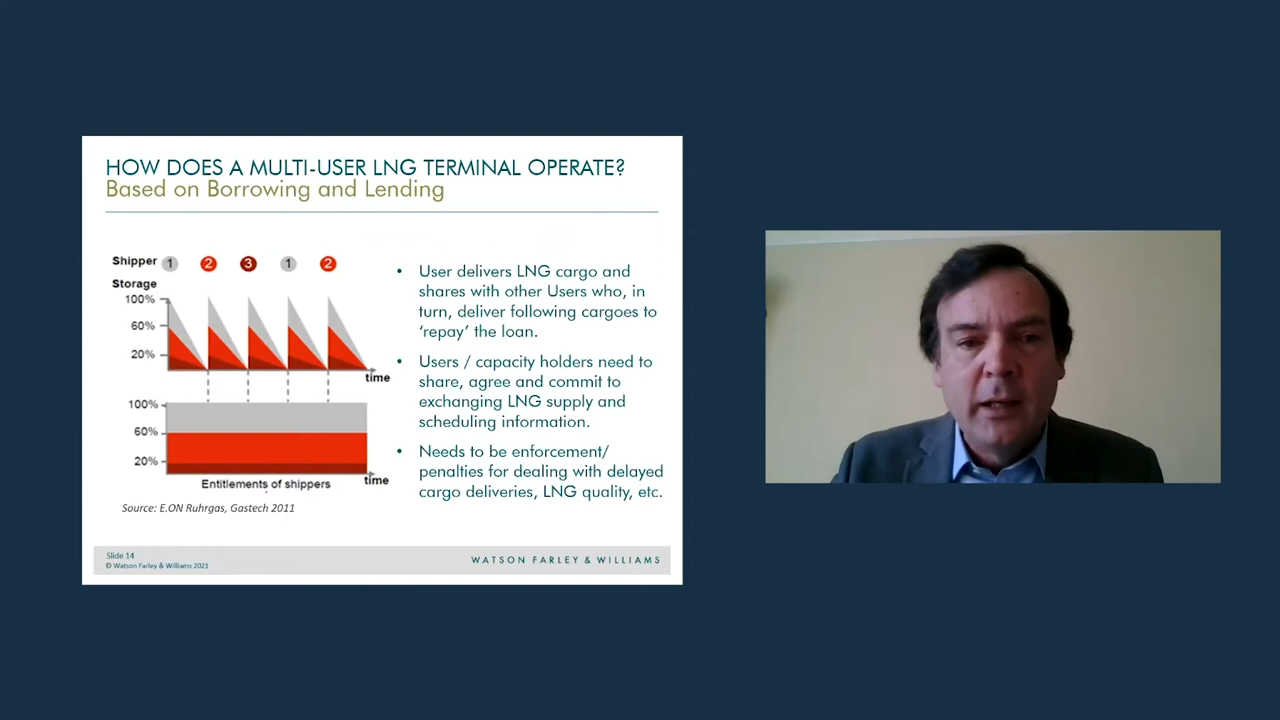 HOW DOES A MULTI-USER LNG TERMINAL OPERATE?
Based on Borrowing and Lending
Shipper 1 2 3 1 2
Storage
100%
60%
20%
time
100%
60%
20%
time
Entitlements of shippers
Source: E.ON Ruhrgas, Gastech 2011
• User delivers LNG cargo and
shares with other Users who, in
turn, deliver following cargoes to
‘repay’ the loan.
• Users / capacity holders need to
share, agree and commit to
exchanging LNG supply and
scheduling information.
• Needs to be enforcement/
penalties for dealing with delayed
cargo deliveries, LNG quality, etc.
Slide 14
© Watson Farley & Williams 2021
WATSON FARLEY & WILLIAMS